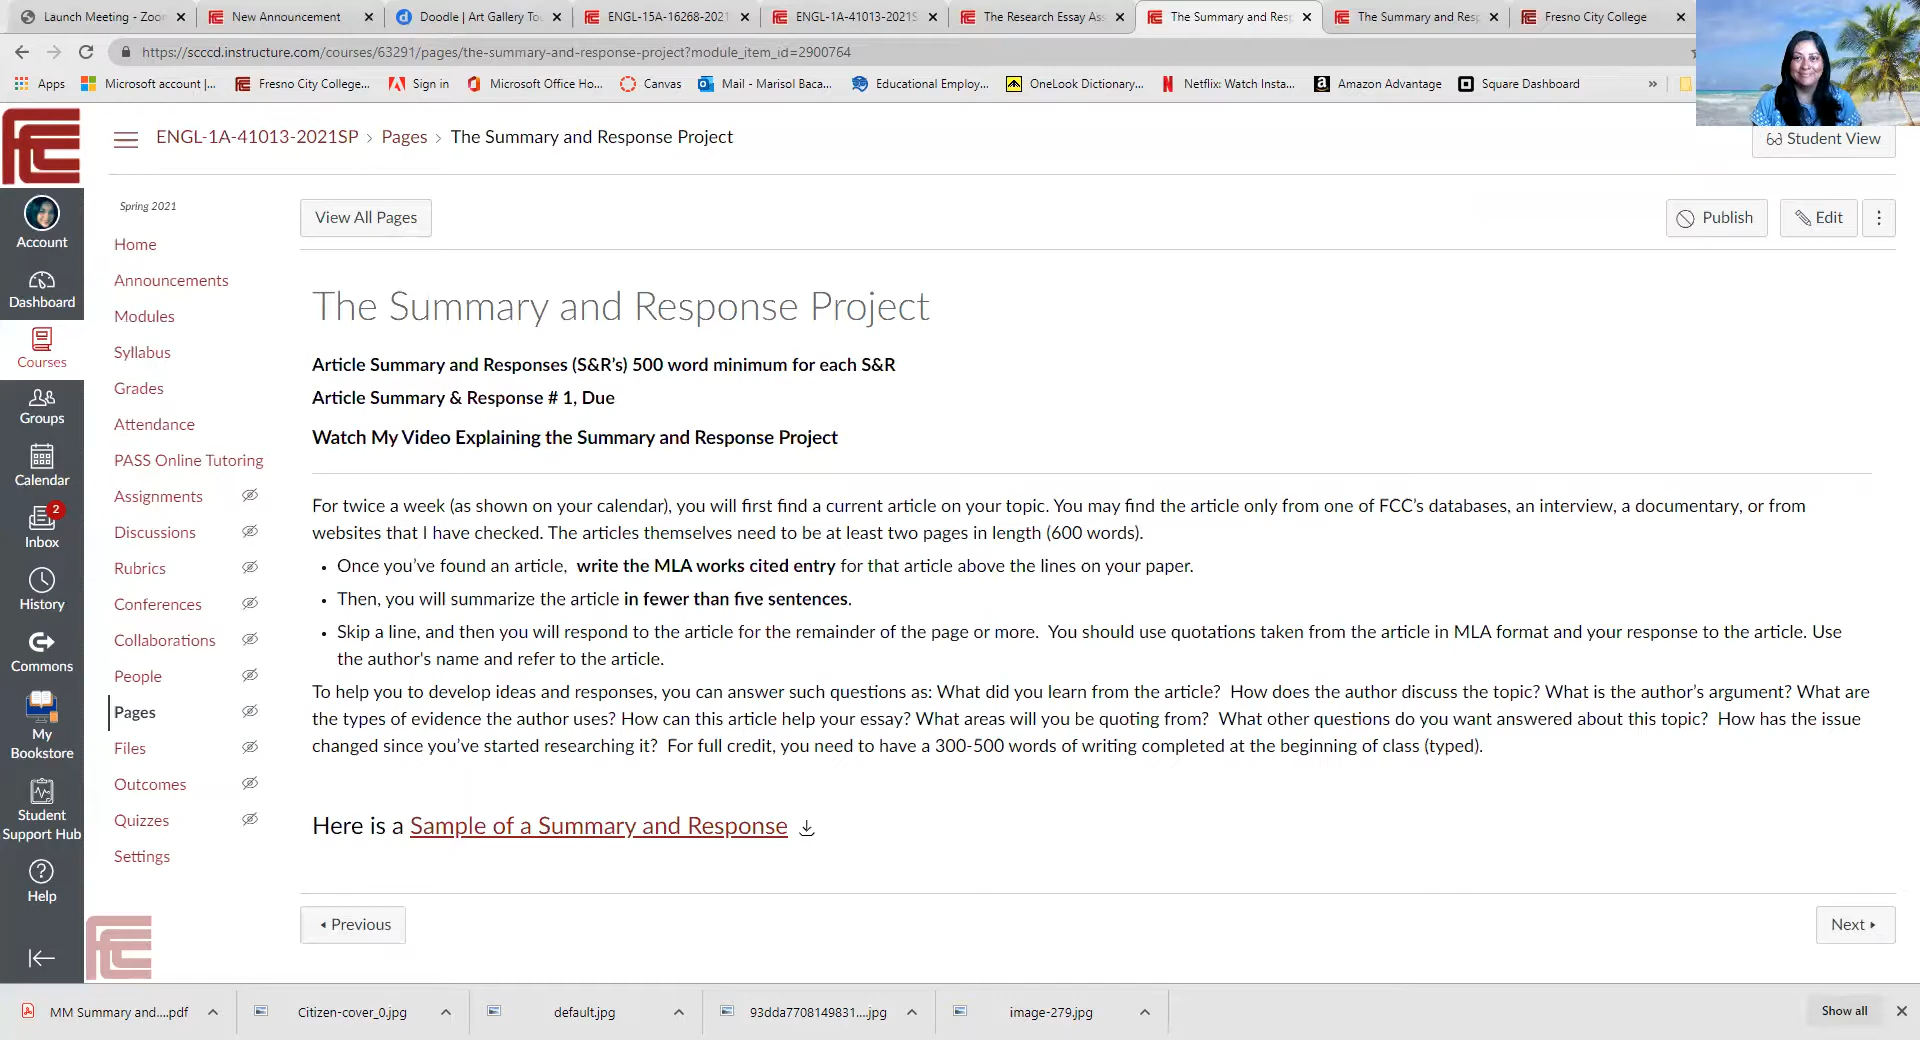 Launch Meeting - Zoo
New Announcement
Doodle | Art Gallery To
ENGL-15A-16268-2021
ENGL-1A-41013-2021S
The Research Essay As
The Summary and Resp
The Summary and Resp
Fresno City College
https://scccd.instructure.com/courses/63291/pages/the-summary-and-response-project?module_item_id=2900764
Apps
Microsoft account |...
Fresno City College...
Sign in
Microsoft Office Ho...
Canvas
Mail - Marisol Baca...
Educational Employ...
OneLook Dictionary...
Netflix: Watch Insta...
Amazon Advantage
Square Dashboard
»
FCC
ENGL-1A-41013-2021SP › Pages › The Summary and Response Project
Student View
Account
Dashboard
Courses
Groups
Calendar
2
Inbox
History
Commons
My
Bookstore
Student
Support Hub
Help
Spring 2021
Home
Announcements
Modules
Syllabus
Grades
Attendance
PASS Online Tutoring
Assignments
Discussions
Rubrics
Conferences
Collaborations
People
Pages
Files
Outcomes
Quizzes
Settings
View All Pages
Publish
Edit
The Summary and Response Project
Article Summary and Responses (S&R's) 500 word minimum for each S&R
Article Summary & Response # 1, Due
Watch My Video Explaining the Summary and Response Project
For twice a week (as shown on your calendar), you will first find a current article on your topic. You may find the article only from one of FCC's databases, an interview, a documentary, or from
websites that I have checked. The articles themselves need to be at least two pages in length (600 words).
• Once you've found an article, write the MLA works cited entry for that article above the lines on your paper.
• Then, you will summarize the article in fewer than five sentences.
• Skip a line, and then you will respond to the article for the remainder of the page or more. You should use quotations taken from the article in MLA format and your response to the article. Use
the author's name and refer to the article.
To help you to develop ideas and responses, you can answer such questions as: What did you learn from the article? How does the author discuss the topic? What is the author's argument? What are
the types of evidence the author uses? How can this article help your essay? What areas will you be quoting from? What other questions do you want answered about this topic? How has the issue
changed since you've started researching it? For full credit, you need to have a 300-500 words of writing completed at the beginning of class (typed).
Here is a Sample of a Summary and Response
Previous
Next
FCC
MM Summary and....pdf
Citizen-cover_0.jpg
default.jpg
93dda7708149831....jpg
image-279.jpg
Show all